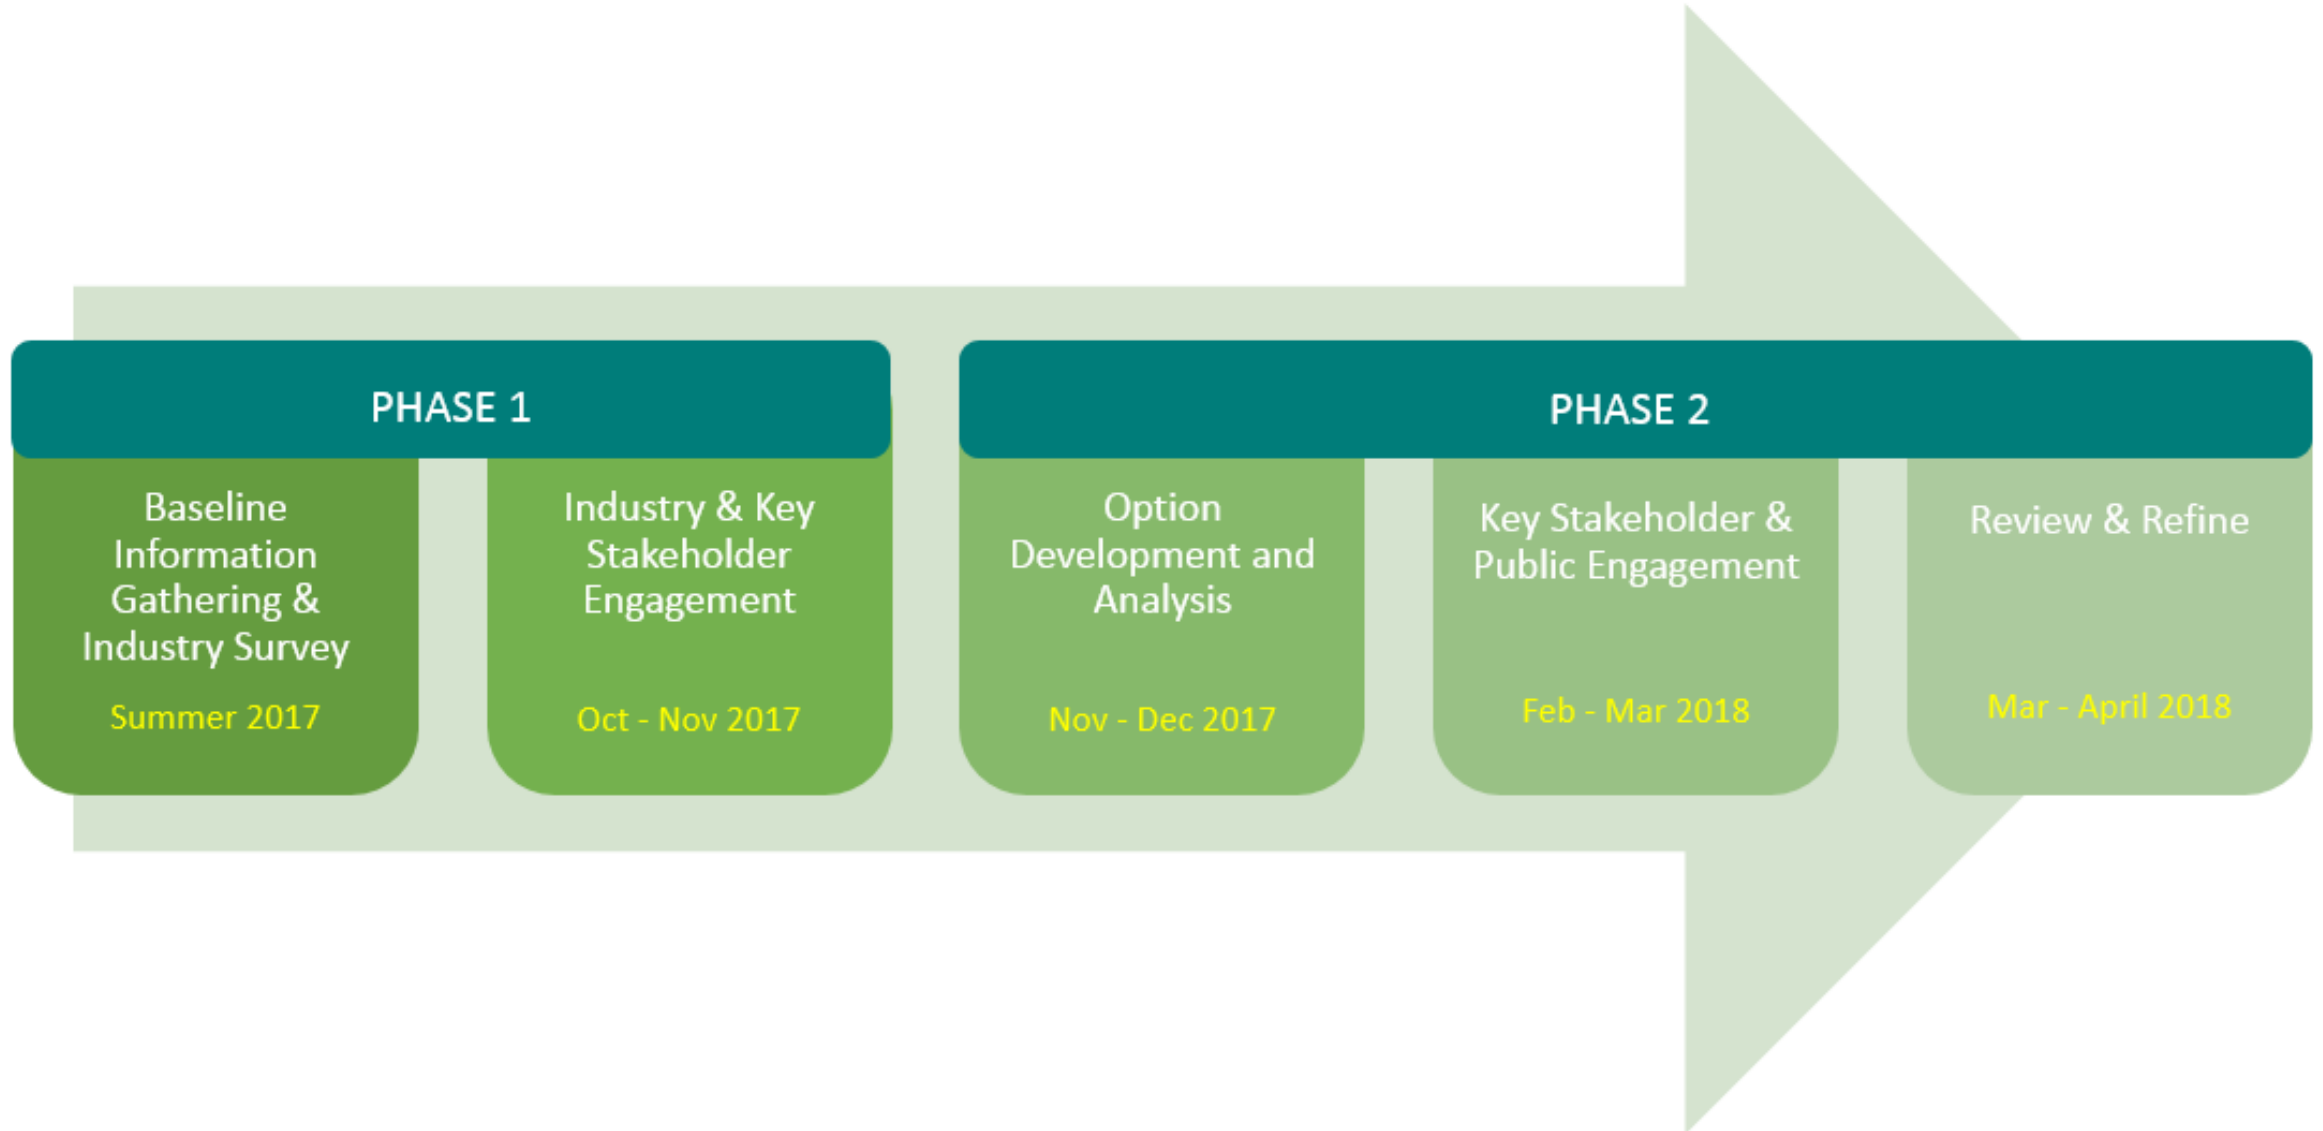 PHASE 1
Baseline
Information
Gathering &
Industry Survey
Summer 2017
Industry & Key
Stakeholder
Engagement
Oct - Nov 2017
PHASE 2
Option
Development and
Analysis
Nov - Dec 2017
Key Stakeholder &
Public Engagement
Feb - Mar 2018
Review & Refine
Mar - April 2018